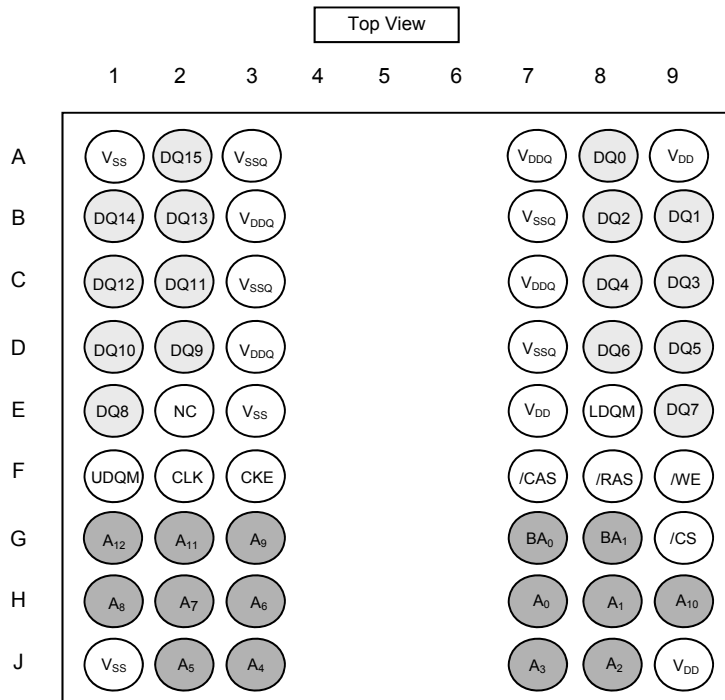 Top View
1 2 3 4 5 6 7 8 9
A VSS DQ15 VSSQ VDDQ DQ0 VDD
B DQ14 DQ13 VDDQ VSSQ DQ2 DQ1
C DQ12 DQ11 VSSQ VDDQ DQ4 DQ3
D DQ10 DQ9 VDDQ VSSQ DQ6 DQ5
E DQ8 NC VSS VDD LDQM DQ7
F UDQM CLK CKE /CAS /RAS /WE
G A12 A11 A9 BA0 BA1 /CS
H A8 A7 A6 A0 A1 A10
J VSS A5 A4 A3 A2 VDD